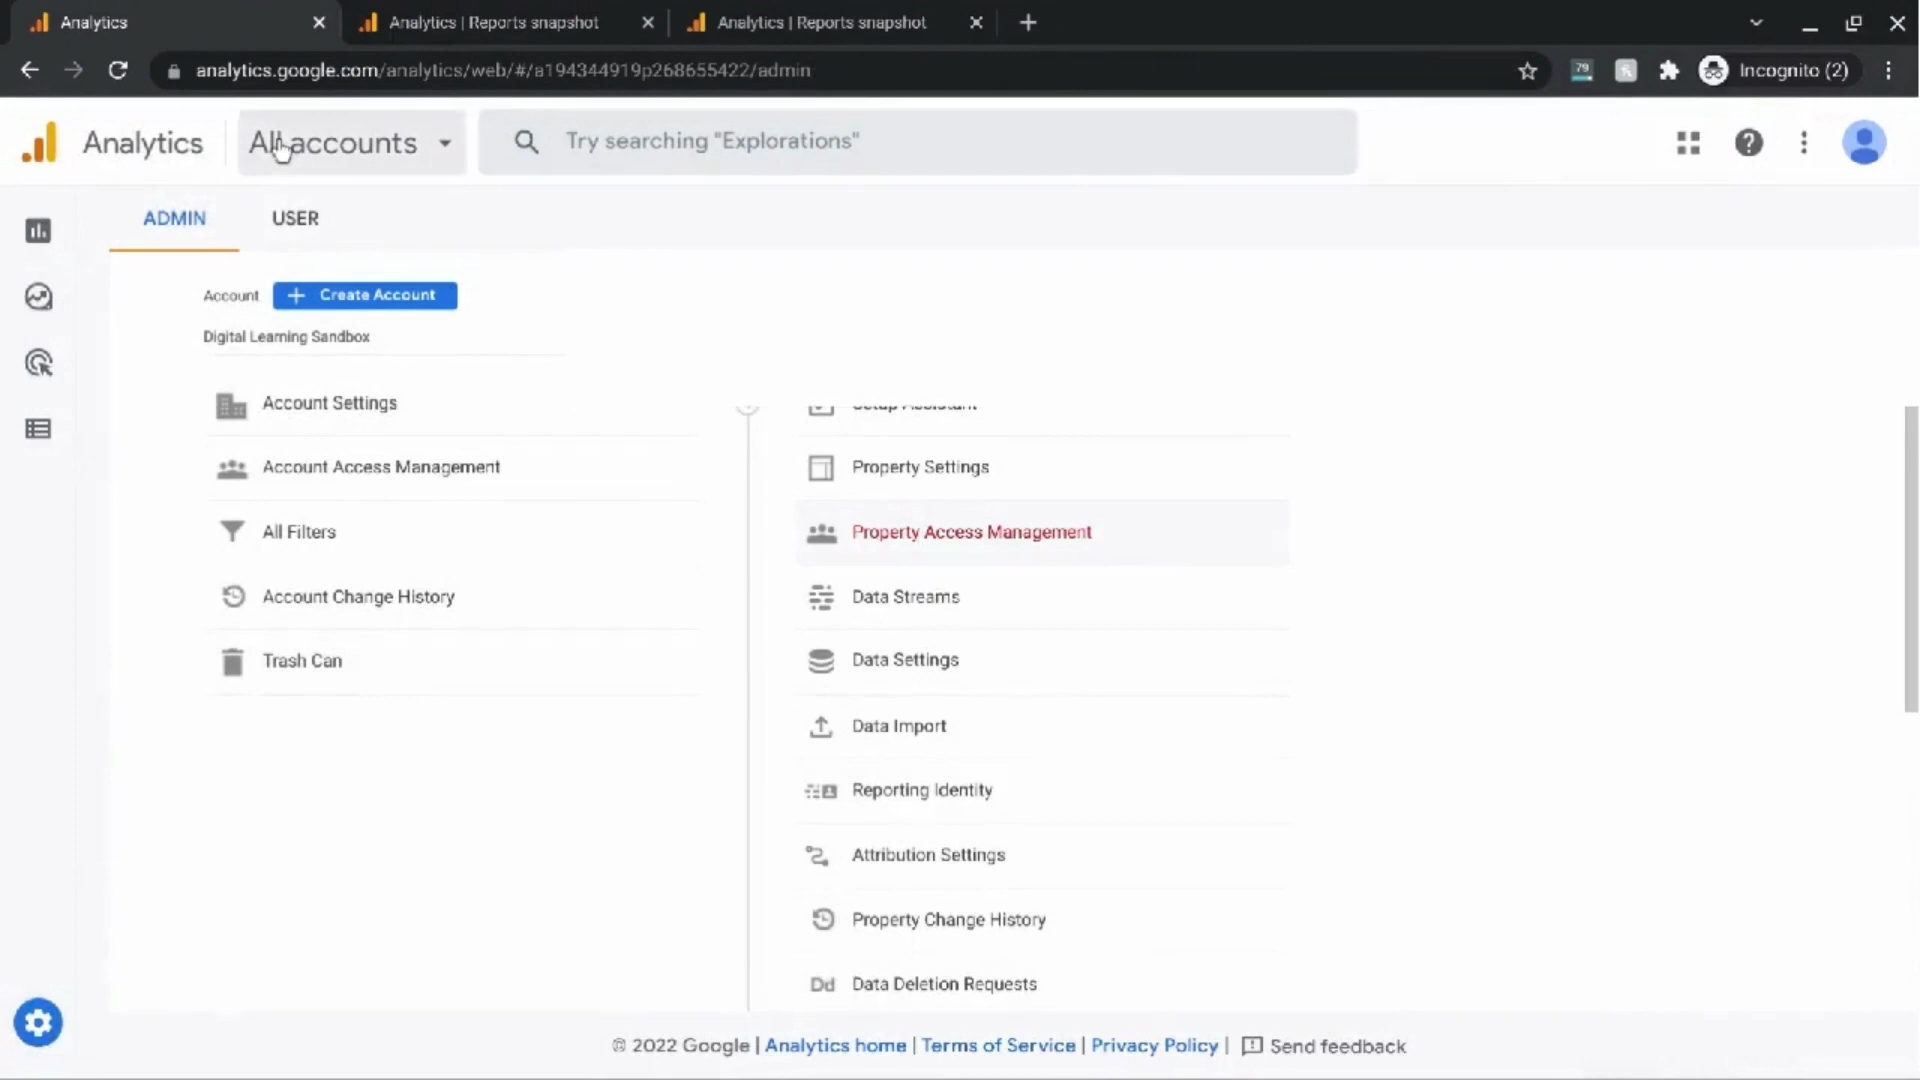 Analytics
Analytics | Reports snapshot
Analytics | Reports snapshot
analytics.google.com/analytics/web/#/a194344919p268655422/admin
79
Incognito (2)
Analytics
All accounts
Try searching "Explorations"
ADMIN
USER
Account
Create Account
Digital Learning Sandbox
Account Settings
Account Access Management
All Filters
Account Change History
Trash Can
Setup Assistant
Property Settings
Property Access Management
Data Streams
Data Settings
Data Import
Reporting Identity
Attribution Settings
Property Change History
Dd Data Deletion Requests
© 2022 Google | Analytics home | Terms of Service | Privacy Policy | Send feedback